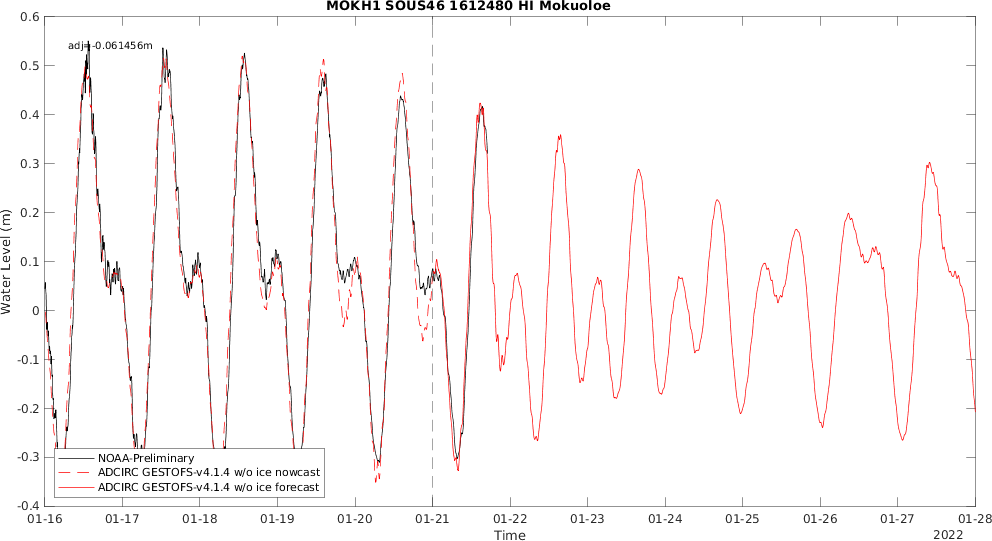 MOKH1 SOUS46 1612480 HI Mokuoloe
adj=-0.061456m
Water Level (m)
0.6
0.5
0.4
0.3
0.2
0.1
0
-0.1
-0.2
-0.3
-0.4
NOAA-Preliminary
ADCIRC GESTOFS-v4.1.4 w/o ice nowcast
ADCIRC GESTOFS-v4.1.4 w/o ice forecast
01-16 01-17 01-18 01-19 01-20 01-21 01-22 01-23 01-24 01-25 01-26 01-27 01-28
Time
2022